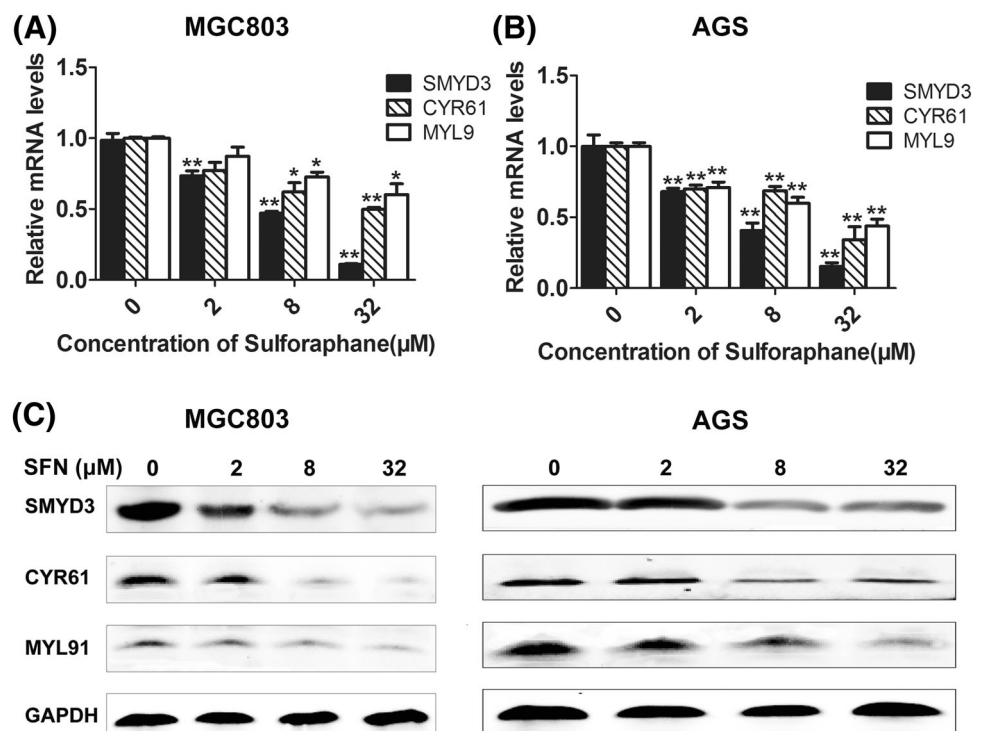 (A) MGC803
Relative mRNA levels
1.5
1.0
0.5
0.0
SMYD3
CYR61
MYL9
** ** * * ** ** *
0 2 8 32
Concentration of Sulforaphane(µM)
(B) AGS
Relative mRNA levels
1.5
1.0
0.5
0.0
SMYD3
CYR61
MYL9
** ** ** ** ** ** ** ** **
0 2 8 32
Concentration of Sulforaphane(µM)
(C) MGC803 AGS
SFN (µM) 0 2 8 32 0 2 8 32
SMYD3
CYR61
MYL91
GAPDH